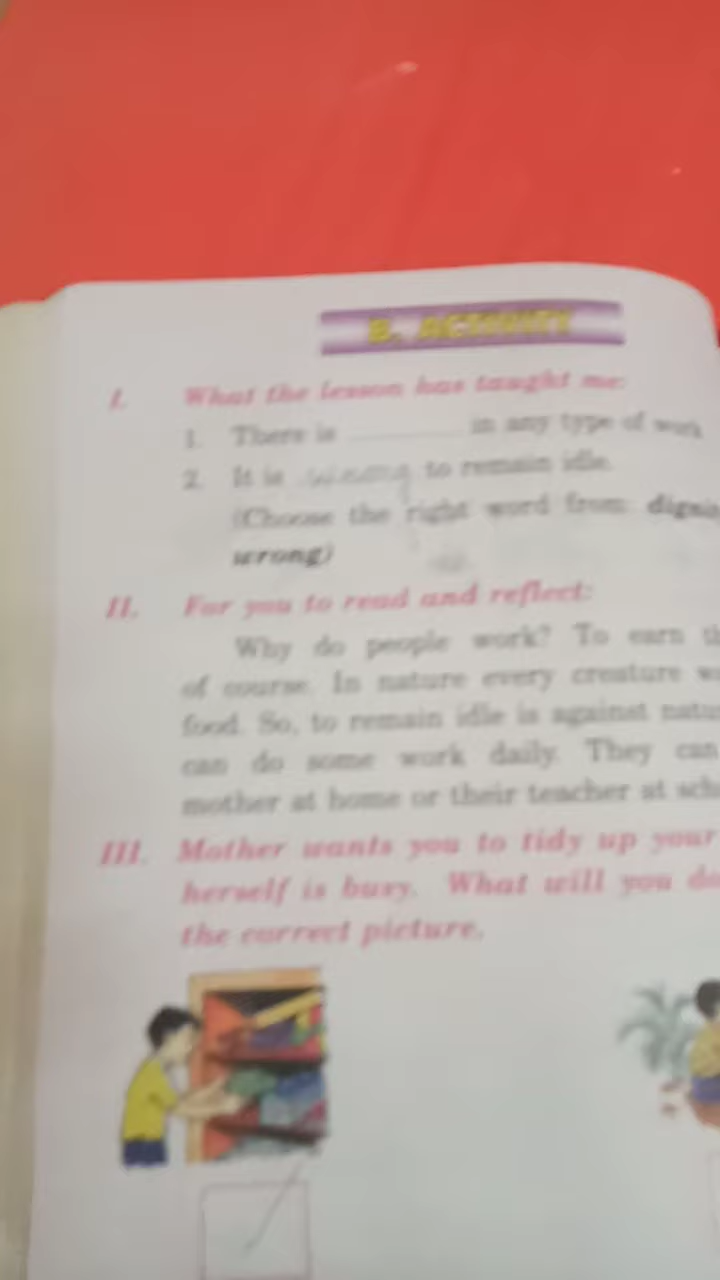 B. ACTIVITY
I. What the lesson has taught me:
1. There is ________ in any type of work
2. It is wrong to remain idle.
(Choose the right word from: 
wrong)
II. For you to read and reflect:
Why do people work? To earn
of course. In nature every creature
food. So, to remain idle is against
can do some work daily. They can
mother at home or their teacher at
III. Mother wants you to tidy up your
herself is busy. What will you do
the correct picture.